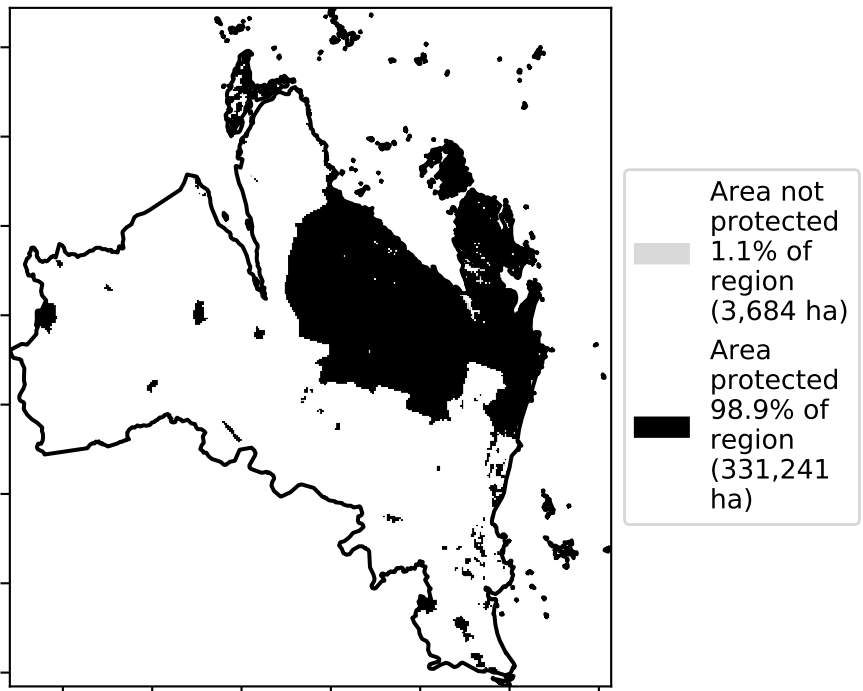 Area not
protected
1.1% of
region
(3,684 ha)
Area
protected
98.9% of
region
(331,241
ha)